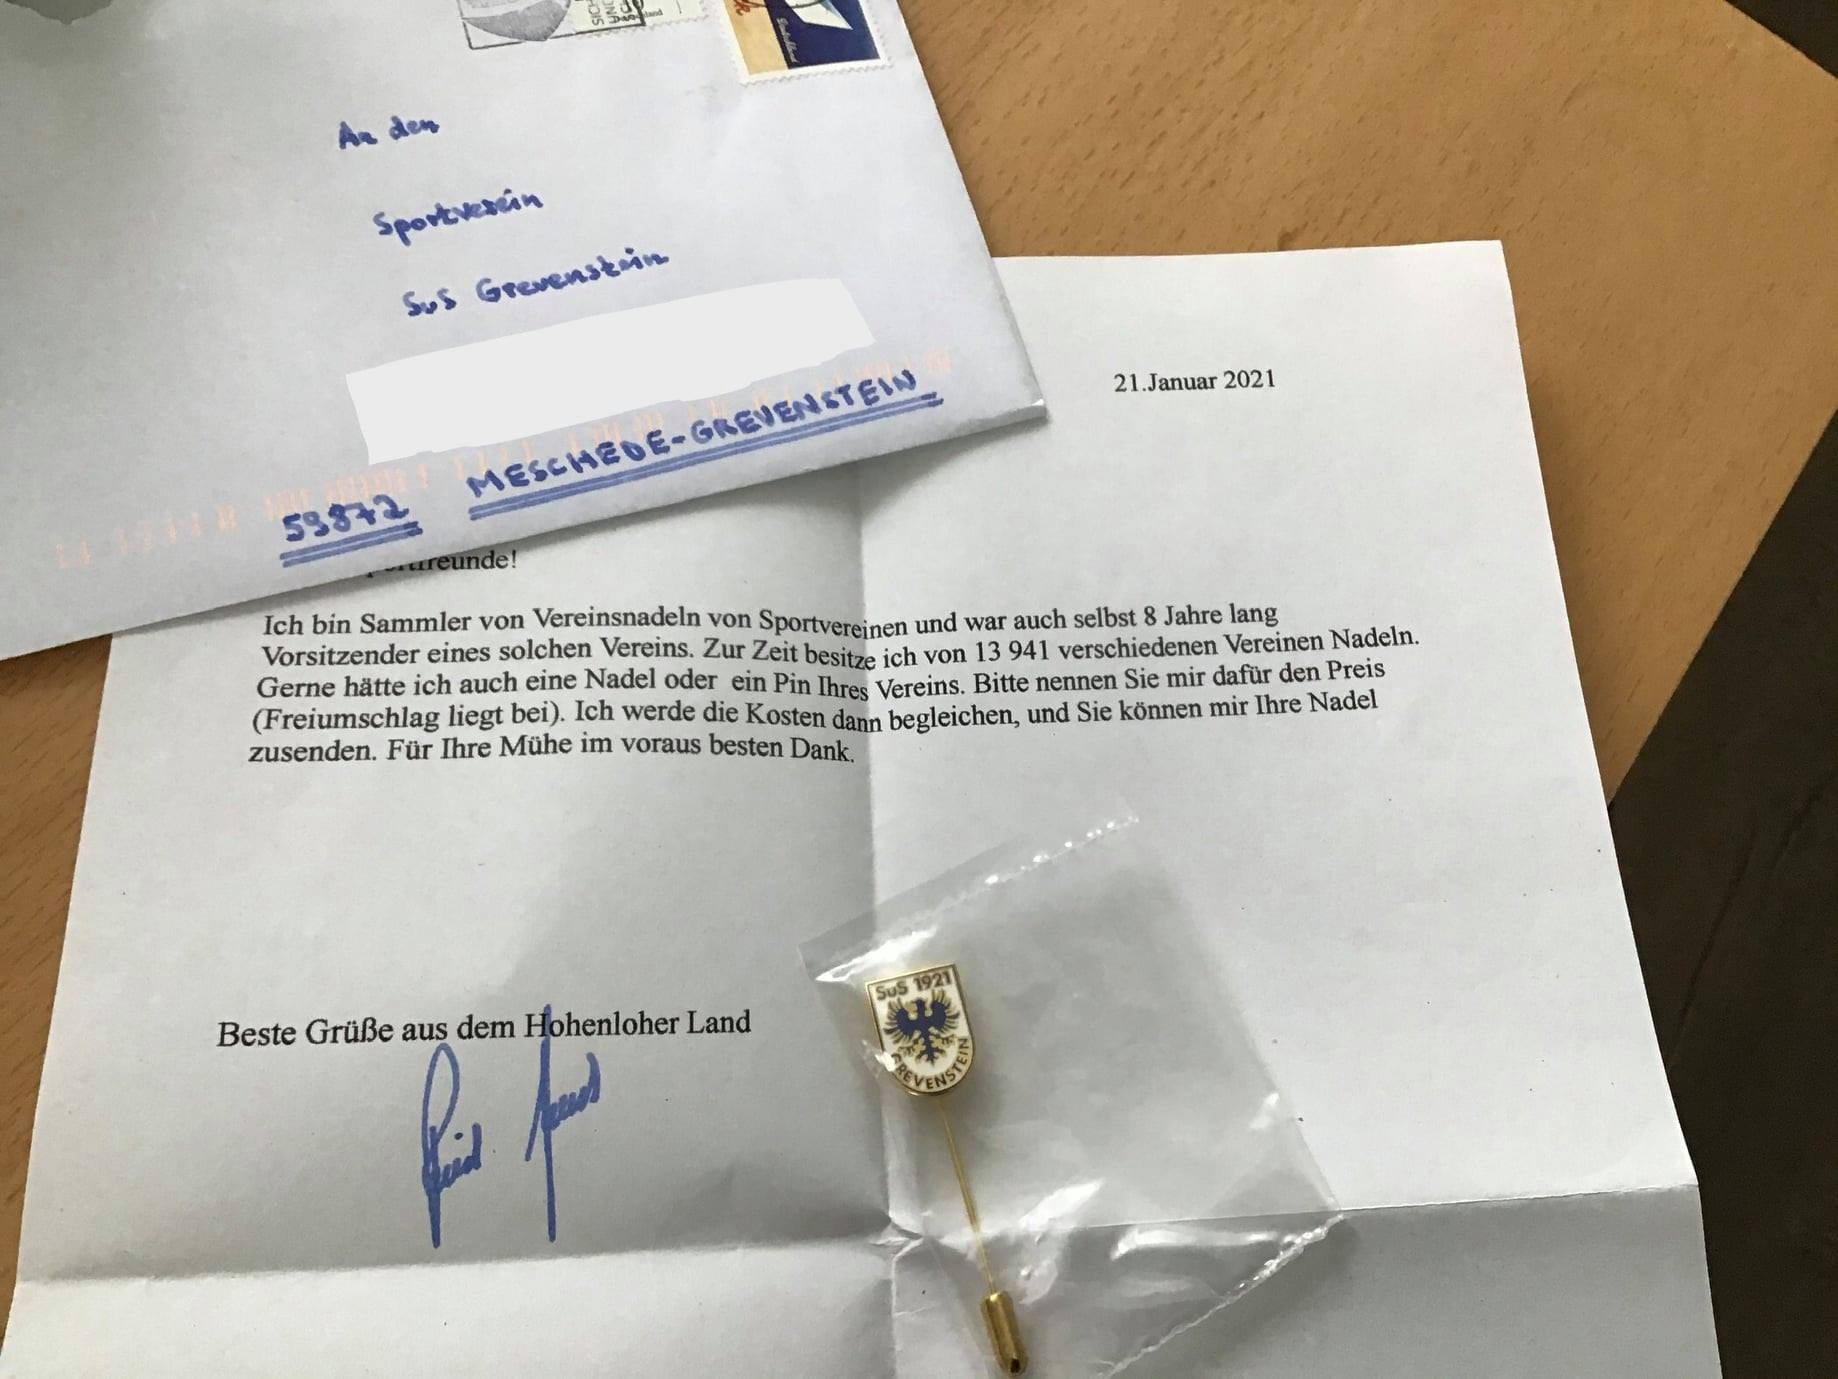 An den
Sportverein
SuS Grevenstein
59872 MESCHEDE-GREVENSTEIN
21.Januar 2021
Ich bin Sammler von Vereinsnadeln von Sportvereinen und war auch selbst 8 Jahre lang
Vorsitzender eines solchen Vereins. Zur Zeit besitze ich von 13 941 verschiedenen Vereinen Nadeln.
Gerne hätte ich auch eine Nadel oder ein Pin Ihres Vereins. Bitte nennen Sie mir dafür den Preis
(Freiumschlag liegt bei). Ich werde die Kosten dann begleichen, und Sie können mir Ihre Nadel
zusenden. Für Ihre Mühe im voraus besten Dank.
Beste Grüße aus dem Hohenloher Land
SuS 1921
GREVENSTEIN